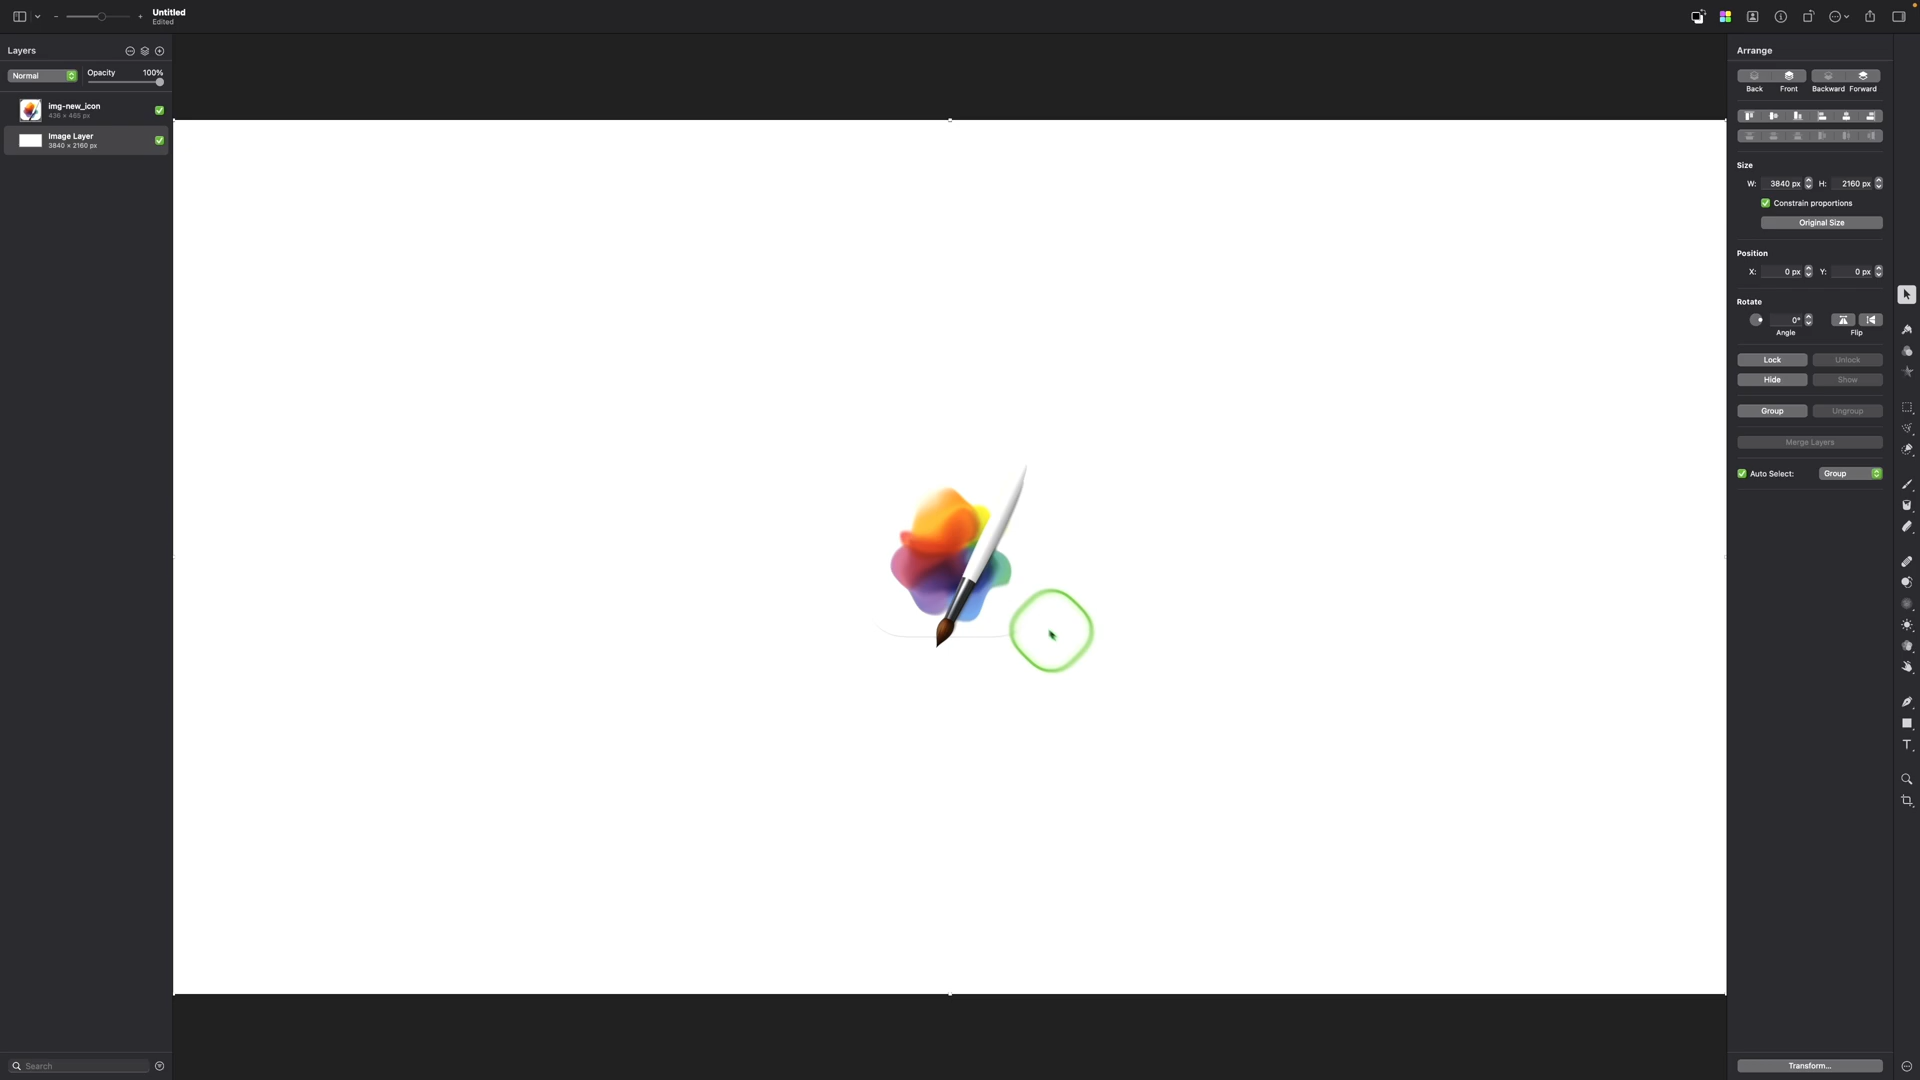 Untitled
Edited
Layers
Normal
Opacity 100%
img-new_icon
436 × 465 px
Image Layer
3840 × 2160 px
Search
Arrange
Back Front Backward Forward
Size
W: 3840 px H: 2160 px
Constrain proportions
Original Size
Position
X: 0 px Y: 0 px
Rotate
0°
Angle Flip
Lock Unlock
Hide Show
Group Ungroup
Merge Layers
Auto Select: Group
Transform...